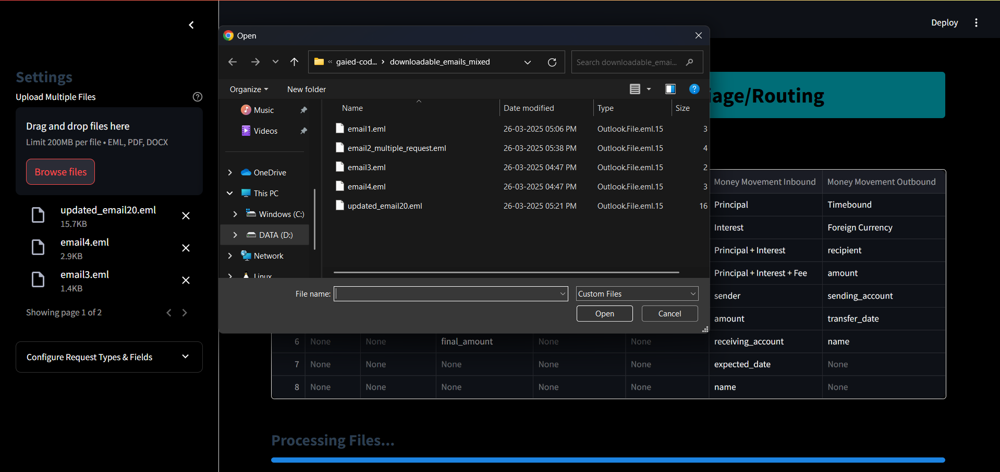 Deploy
Settings
Upload Multiple Files
Drag and drop files here
Limit 200MB per file • EML, PDF, DOCX
Browse files
updated_email20.eml
15.7KB
email4.eml
2.9KB
email3.eml
1.4KB
Showing page 1 of 2
Configure Request Types & Fields
Open
« gaied-cod... › downloadable_emails_mixed
Search downloadable_emai...
Organize
New folder
Music
Videos
OneDrive
This PC
Windows (C:)
DATA (D:)
Network
Linux
Name Date modified Type Size
email1.eml 26-03-2025 05:06 PM Outlook.File.eml.15 3
email2_multiple_request.eml 26-03-2025 05:38 PM Outlook.File.eml.15 4
email3.eml 26-03-2025 04:47 PM Outlook.File.eml.15 2
email4.eml 26-03-2025 04:47 PM Outlook.File.eml.15 3
updated_email20.eml 26-03-2025 05:21 PM Outlook.File.eml.15 16
File name:
Custom Files
Open
Cancel
iage/Routing
Money Movement Inbound Money Movement Outbound
Principal Timebound
Interest Foreign Currency
Principal + Interest recipient
Principal + Interest + Fee amount
sender sending_account
amount transfer_date
6 None None final_amount None None receiving_account name
7 None None None None None expected_date None
8 None None None None None name None
Processing Files...